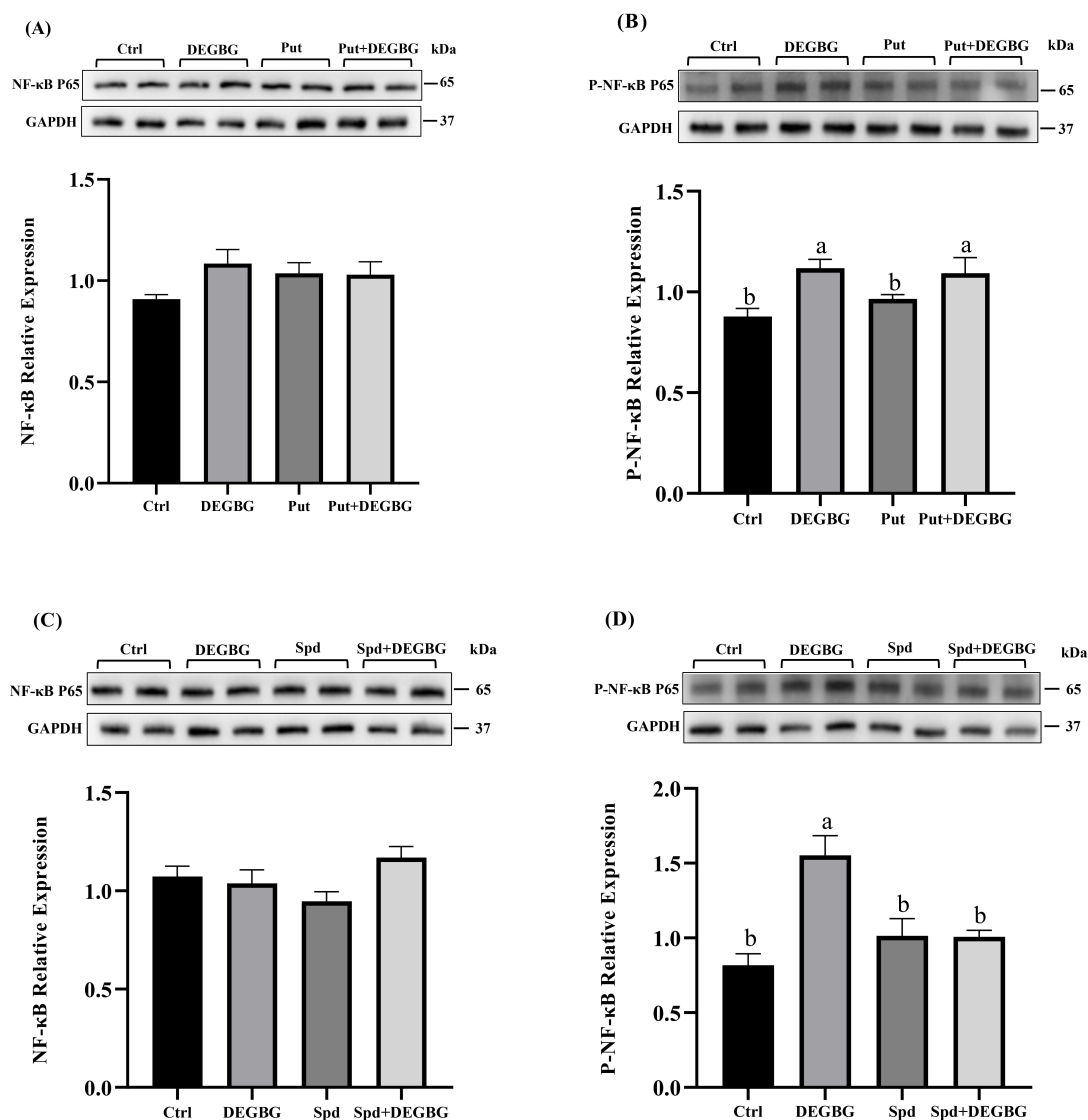 (A)
Ctrl DEGBG Put Put+DEGBG kDa
NF-κB P65 65
GAPDH 37
NF-κB Relative Expression
1.5
1.0
0.5
0.0
Ctrl DEGBG Put Put+DEGBG
(B)
Ctrl DEGBG Put Put+DEGBG kDa
P-NF-κB P65 65
GAPDH 37
P-NF-κB Relative Expression
1.5
1.0
0.5
0.0
b a b a
Ctrl DEGBG Put Put+DEGBG
(C)
Ctrl DEGBG Spd Spd+DEGBG kDa
NF-κB P65 65
GAPDH 37
NF-κB Relative Expression
1.5
1.0
0.5
0.0
Ctrl DEGBG Spd Spd+DEGBG
(D)
Ctrl DEGBG Spd Spd+DEGBG kDa
P-NF-κB P65 65
GAPDH 37
P-NF-κB Relative Expression
2.0
1.5
1.0
0.5
0.0
b a b b
Ctrl DEGBG Spd Spd+DEGBG